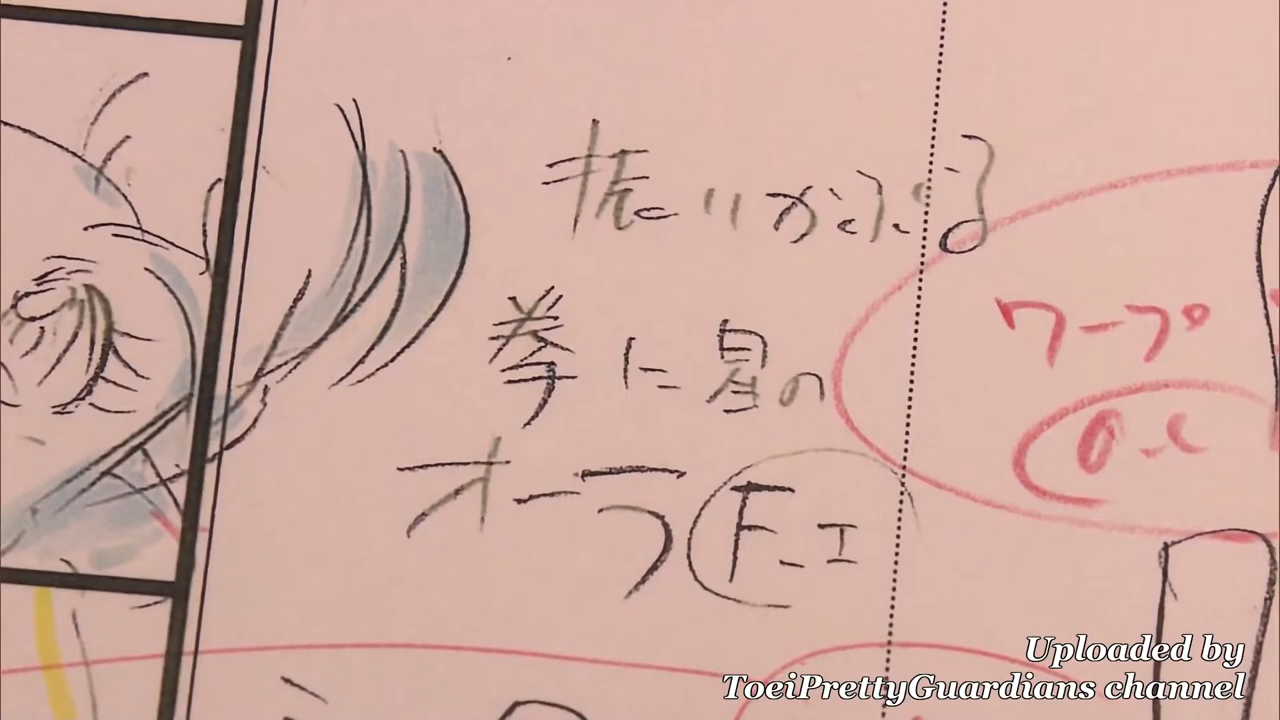 振りかぶる
拳に星の
オーラ F.I
ワープ
O.L
Uploaded by
ToeiPrettyGuardians channel